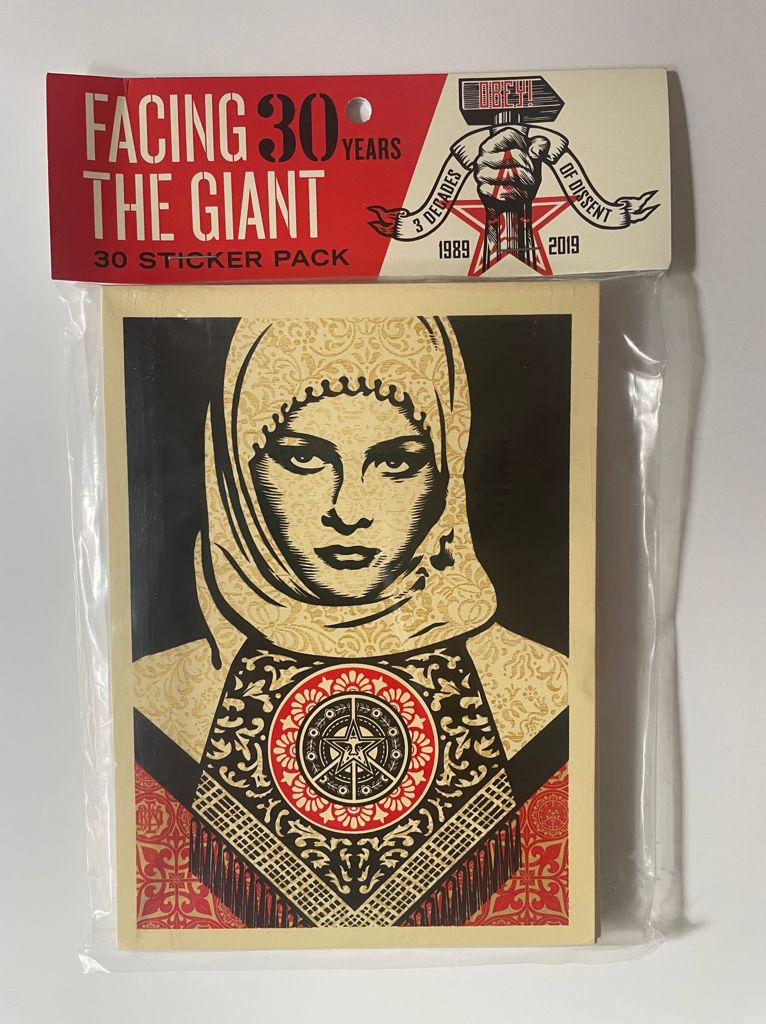 FACING 30 YEARS
THE GIANT
30 STICKER PACK
OBEY!
3 DECADES OF DISSENT
1989 2019